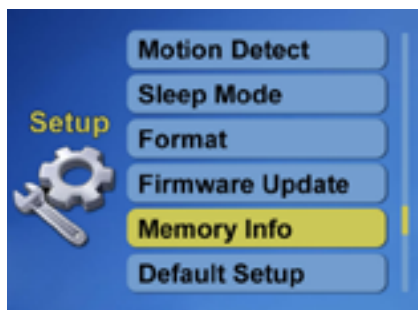 Setup
Motion Detect
Sleep Mode
Format
Firmware Update
Memory Info
Default Setup